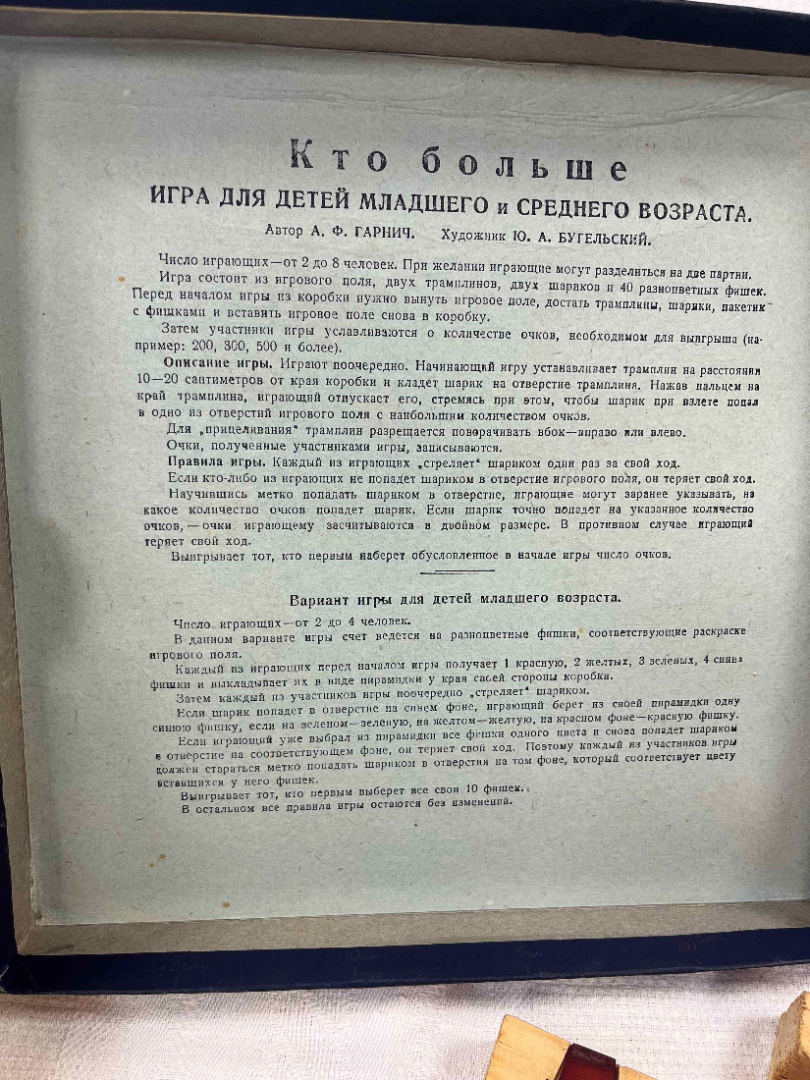 Кто больше
ИГРА ДЛЯ ДЕТЕЙ МЛАДШЕГО и СРЕДНЕГО ВОЗРАСТА.
Автор А. Ф. ГАРНИЧ. Художник Ю. А. БУГЕЛЬСКИЙ.
Число играющих—от 2 до 8 человек. При желании играющие могут разделиться на две партии.
Игра состоит из игрового поля, двух трамплинов, двух шариков и 40 разноцветных фишек.
Перед началом игры из коробки нужно вынуть игровое поле, достать трамплины, шарики, пакетик
с фишками и вставить игровое поле снова в коробку.
Затем участники игры уславливаются о количестве очков, необходимом для выигрыша (на-
пример: 200, 300, 500 и более).
Описание игры. Играют поочередно. Начинающий игру устанавливает трамплин на расстоянии
10—20 сантиметров от края коробки и кладет шарик на отверстие трамплина. Нажав пальцем на
край трамплина, играющий отпускает его, стремясь при этом, чтобы шарик при взлете попал
в одно из отверстий игрового поля с наибольшим количеством очков.
Для „прицеливания" трамплин разрещается поворачивать вбок—вправо или влево.
Очки, полученные участниками игры, записываются.
Правила игры. Каждый из играющих „стреляет" шариком один раз за свой ход.
Если кто-либо из играющих не попадет шариком в отверстие игрового поля, он теряет свой ход.
Научившись метко попадать шариком в отверстие, играющие могут заранее указывать, на
какое количество очков попадет шарик. Если шарик точно попадет на указанное количество
очков, — очки играющему засчитываются в двойном размере. В противном случае играющий
теряет свой ход.
Выигрывает тот, кто первым наберет обусловленное в начале игры число очков.
Вариант игры для детей младшего возраста.
Число играющих—от 2 до 4 человек.
В данном варианте игры счет ведется на разноцветные фишки, соответствующие раскраске
игрового поля.
Каждый из играющих перед началом игры получает 1 красную, 2 желтых, 3 зеленых, 4 синих
фишки и выкладывает их в виде пирамидки у края своей стороны коробки.
Затем каждый из участников игры поочередно „стреляет" шариком.
Если шарик попадет в отверстие на синем фоне, играющий берет из своей пирамидки одну
синюю фишку, если на зеленом—зеленую, на желтом—желтую, на красном фоне—красную фишку.
Если играющий уже выбрал из пирамидки все фишки одного цвета и снова попадет шариком
в отверстие на соответствующем фоне, он теряет свой ход. Поэтому каждый из участников игры
должен стараться метко попадать шариком в отверстия на том фоне, который соответствует цвету
оставшихся у него фишек.
Выигрывает тот, кто первым выберет все свои 10 фишек.
В остальном все правила игры остаются без изменений.